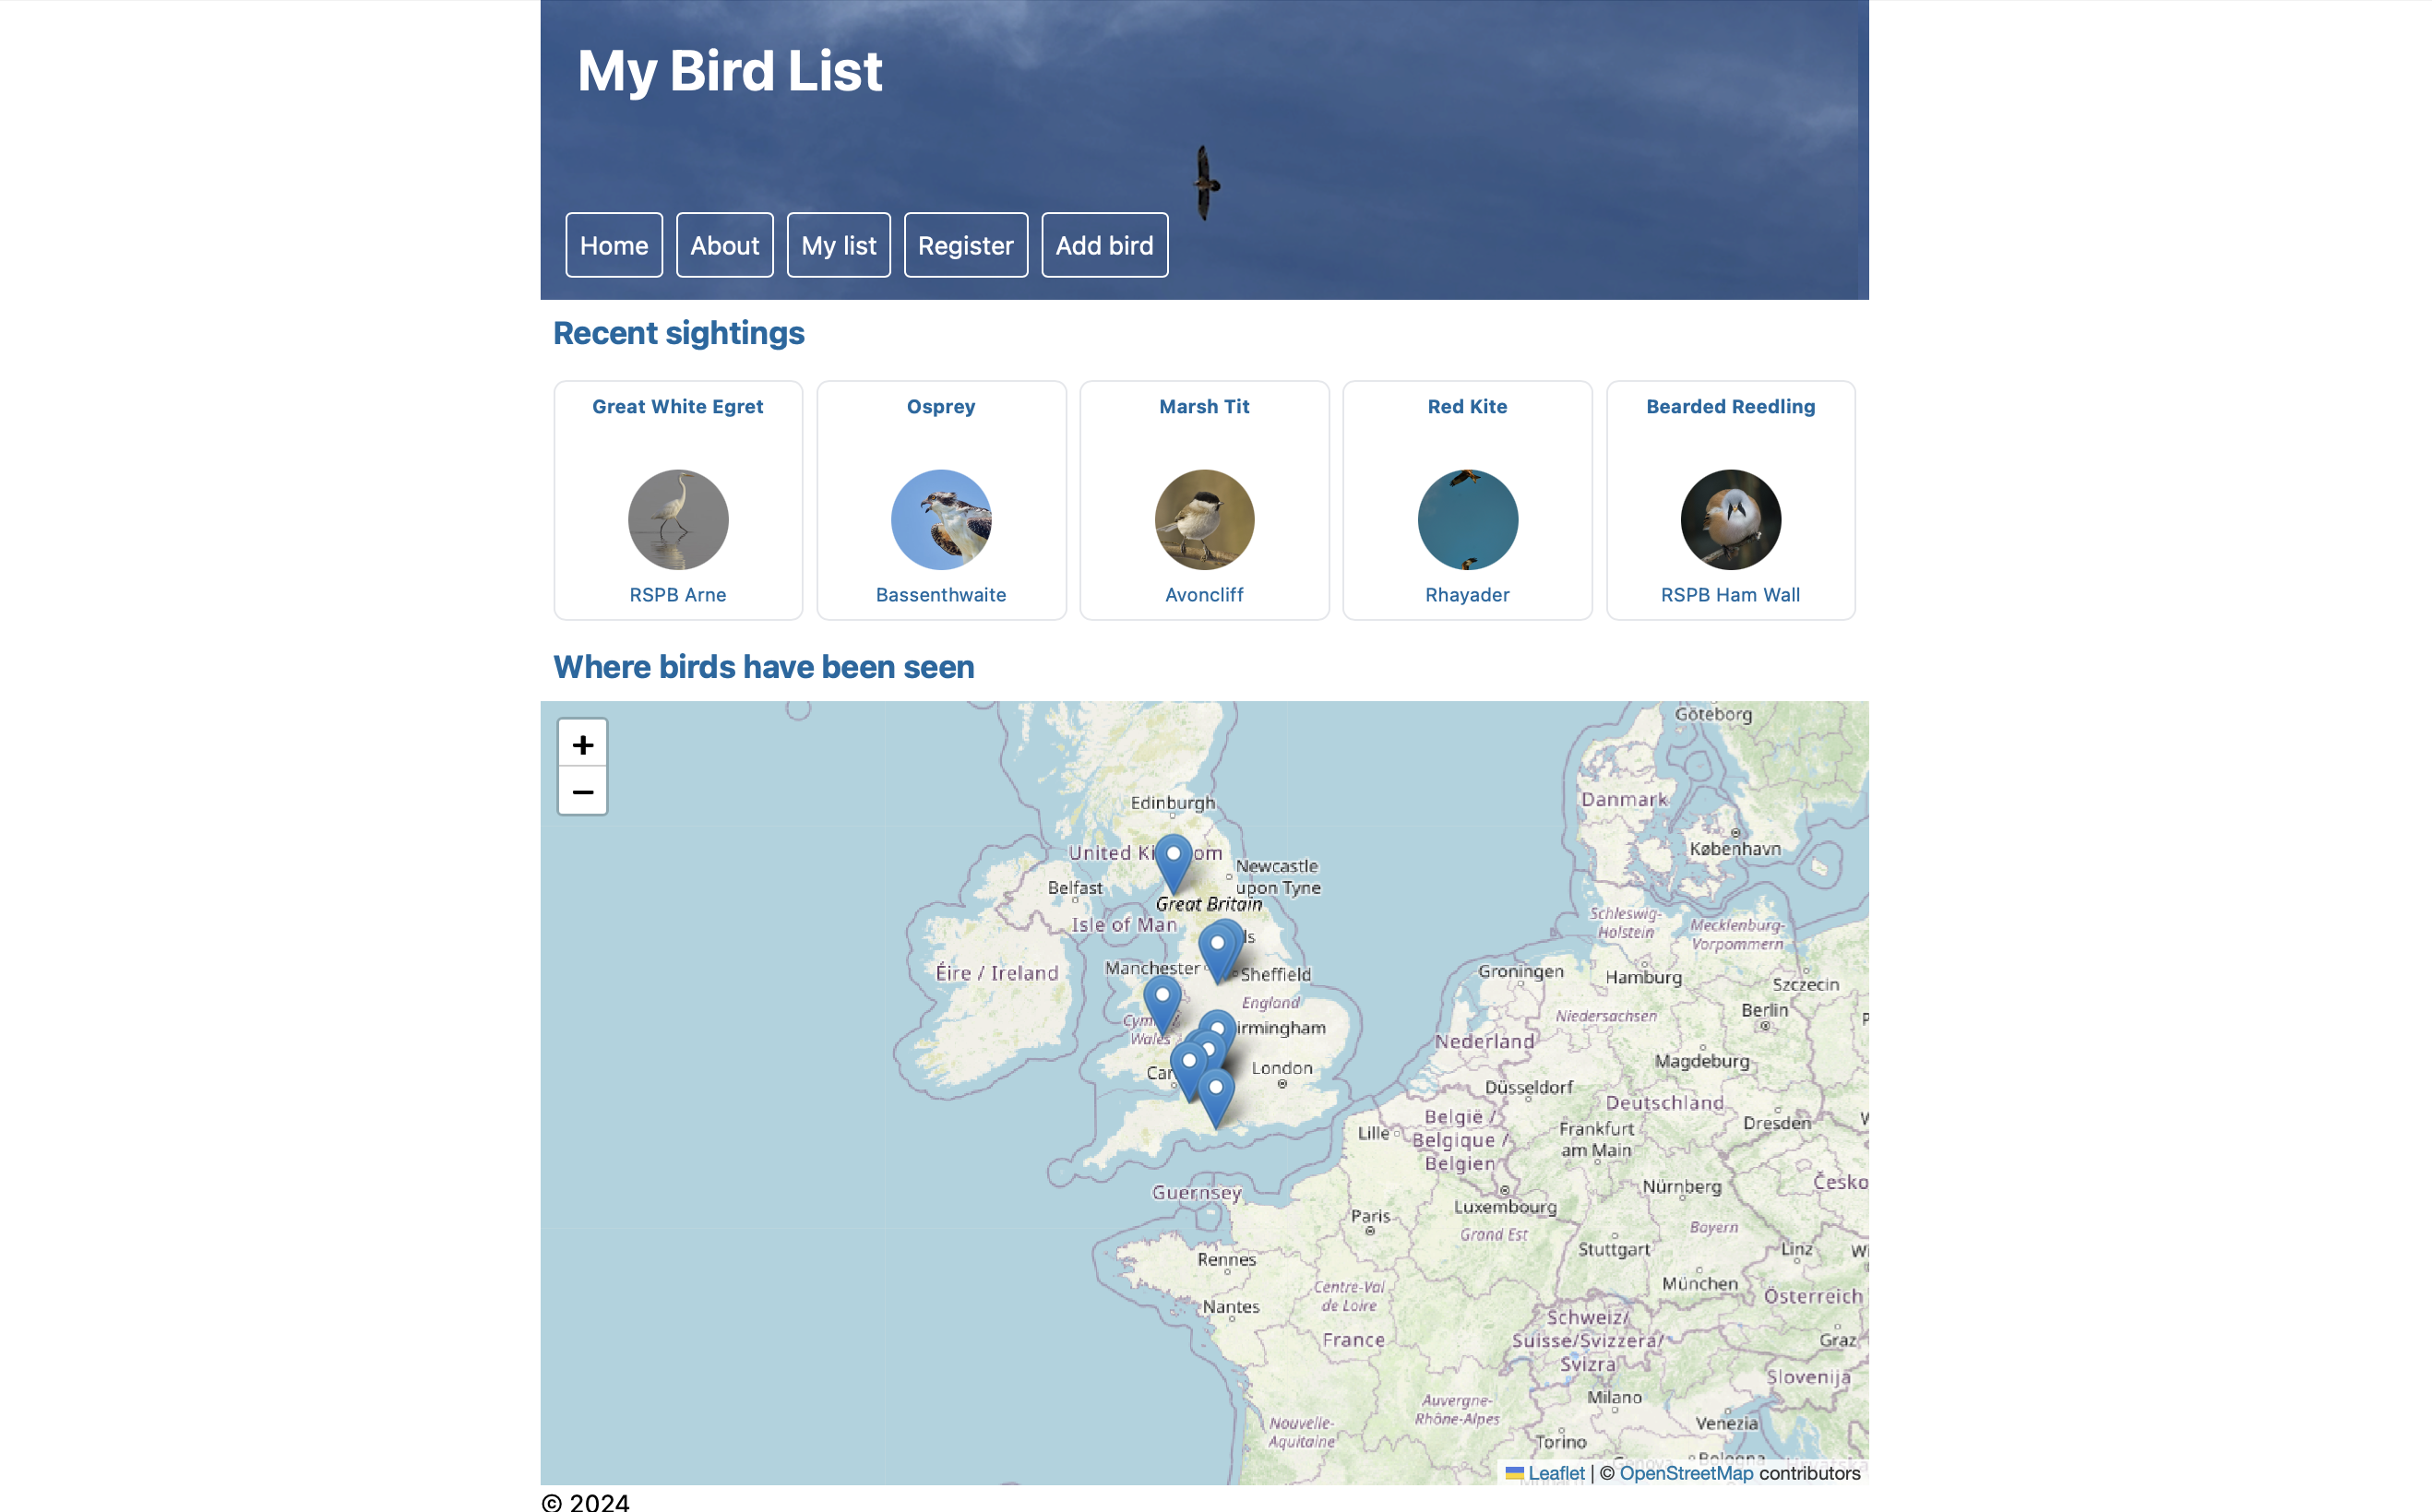 My Bird List
Home
About
My list
Register
Add bird
Recent sightings
Great White Egret
Osprey
Marsh Tit
Red Kite
Bearded Reedling
RSPB Arne
Bassenthwaite
Avoncliff
Rhayader
RSPB Ham Wall
Where birds have been seen
+
−
Göteborg
Edinburgh
Danmark
København
United Ki
om
Newcastle
upon Tyne
Belfast
Great Britain
Isle of Man
Schleswig-
Holstein
Mecklenburg-
Vorpommern
ls
Éire / Ireland
Manchester
Sheffield
Groningen
Hamburg
Szczecin
England
Niedersachsen
Berlin
Cym
Wales
irmingham
Nederland
Magdeburg
Car
London
Düsseldorf
Deutschland
België /
Belgique /
Belgien
Lille
Frankfurt
am Main
Dresden
Guernsey
Nürnberg
Česko
Luxembourg
Paris
Grand Est
Bayern
Stuttgart
Linz
Wi
Rennes
München
Centre-Val
de Loire
Österreich
Nantes
France
Schweiz/
Suisse/Svizzera/
Svizra
Graz
Slovenija
Milano
Auvergne-
Rhône-Alpes
Nouvelle-
Aquitaine
Venezia
Torino
Genova
Bologna
Hrvatska
Leaflet | © OpenStreetMap contributors
© 2024